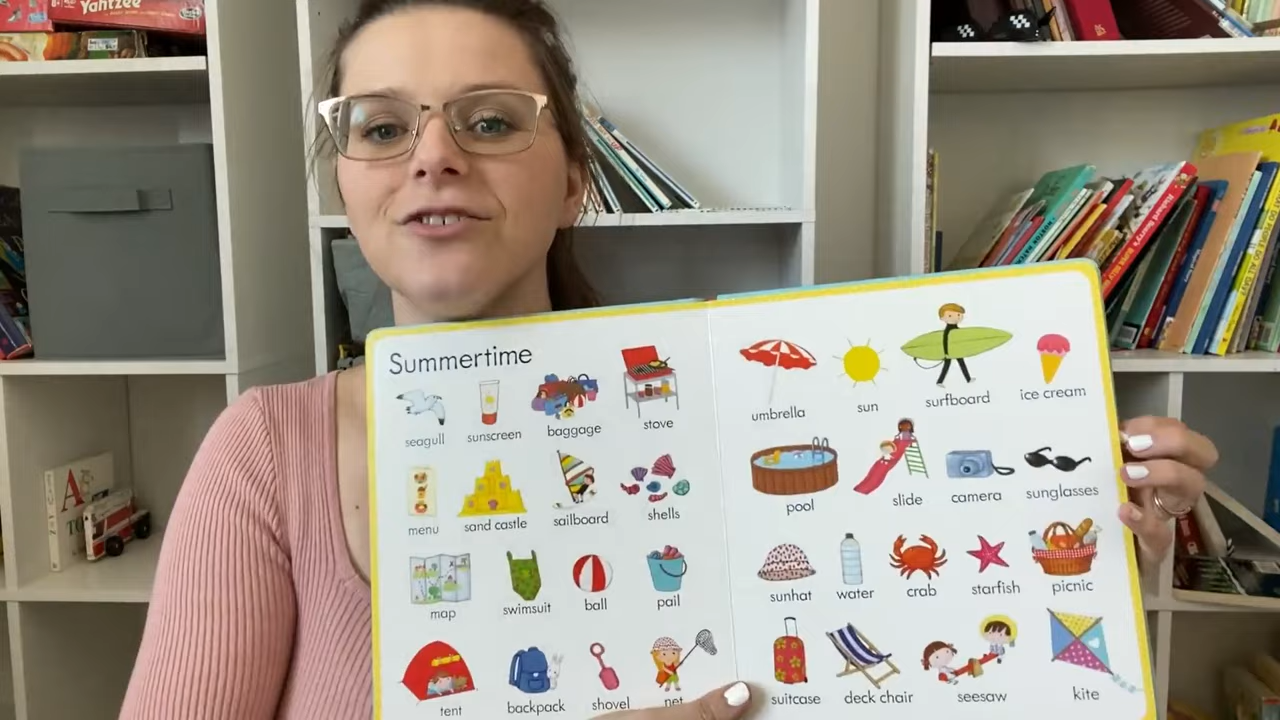 Yahtzee
Summertime
seagull
sunscreen
baggage
stove
menu
sand castle
sailboard
shells
map
swimsuit
ball
pail
tent
backpack
shovel
net
umbrella
sun
surfboard
ice cream
pool
slide
camera
sunglasses
sunhat
water
crab
starfish
picnic
suitcase
deck chair
seesaw
kite
A